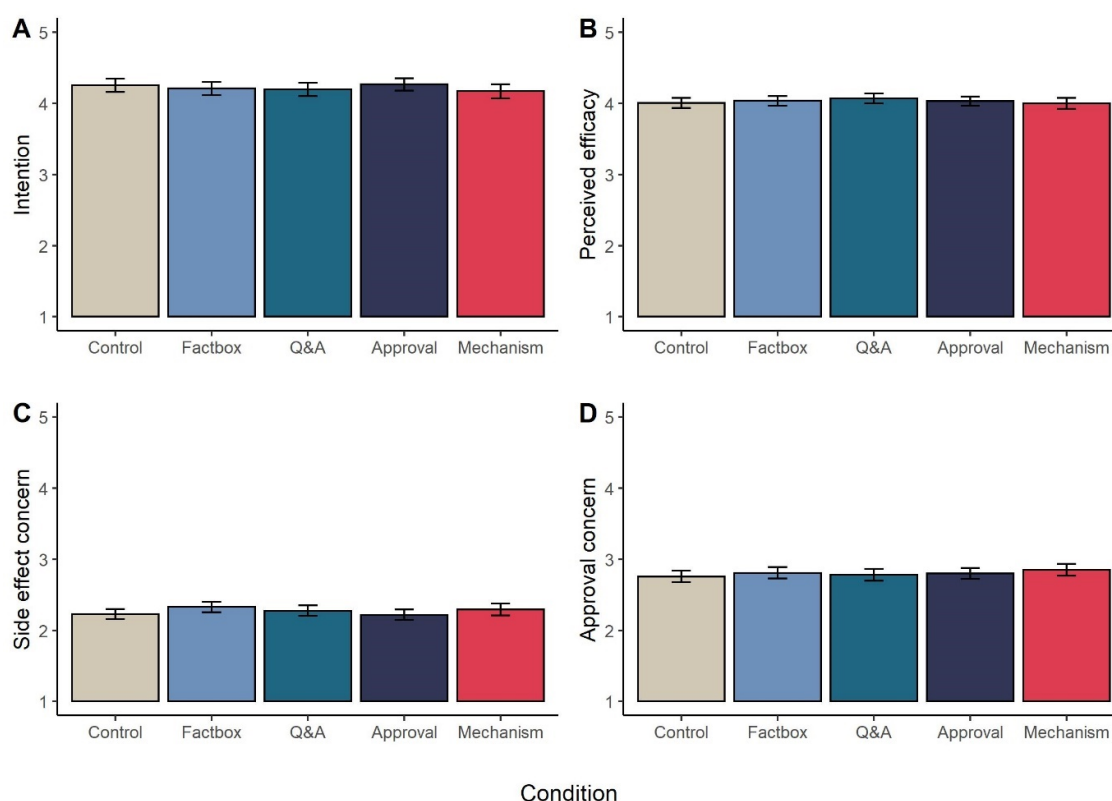 A
5
4
3
2
1
Intention
Control Factbox Q&A Approval Mechanism
B
5
4
3
2
1
Perceived efficacy
Control Factbox Q&A Approval Mechanism
C
5
4
3
2
1
Side effect concern
Control Factbox Q&A Approval Mechanism
D
5
4
3
2
1
Approval concern
Control Factbox Q&A Approval Mechanism
Condition